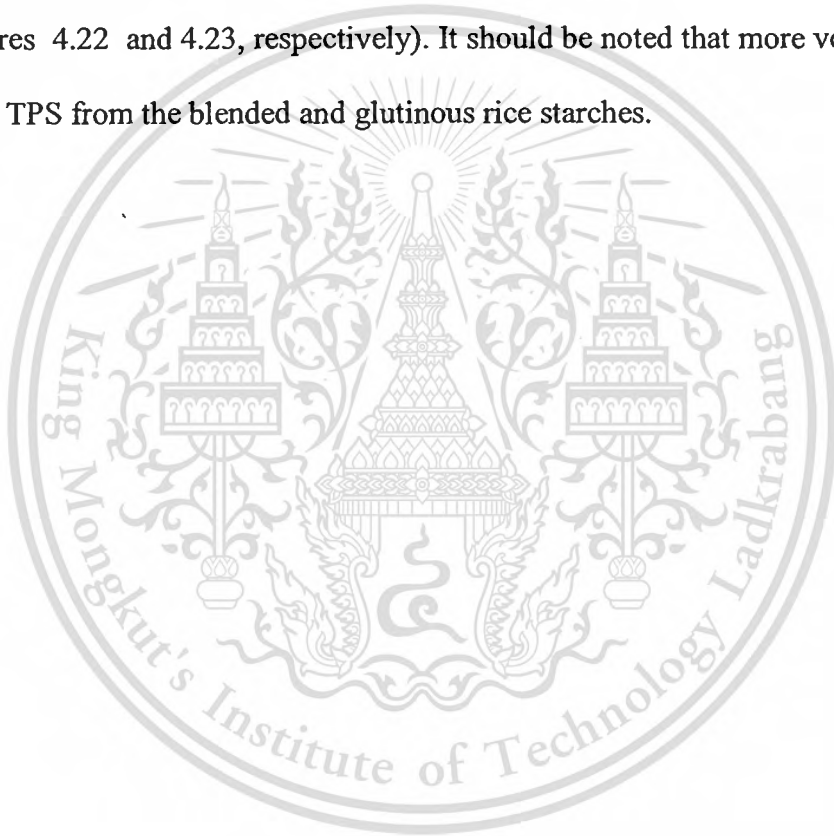 res 4.22 and 4.23, respectively). It should be noted that more ve
TPS from the blended and glutinous rice starches.
King Mongkut's Institute of Technology Ladkrabang